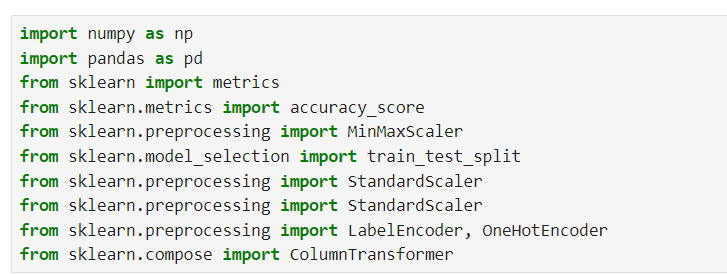 import numpy as np
import pandas as pd
from sklearn import metrics
from sklearn.metrics import accuracy_score
from sklearn.preprocessing import MinMaxScaler
from sklearn.model_selection import train_test_split
from sklearn.preprocessing import StandardScaler
from sklearn.preprocessing import StandardScaler
from sklearn.preprocessing import LabelEncoder, OneHotEncoder
from sklearn.compose import ColumnTransformer